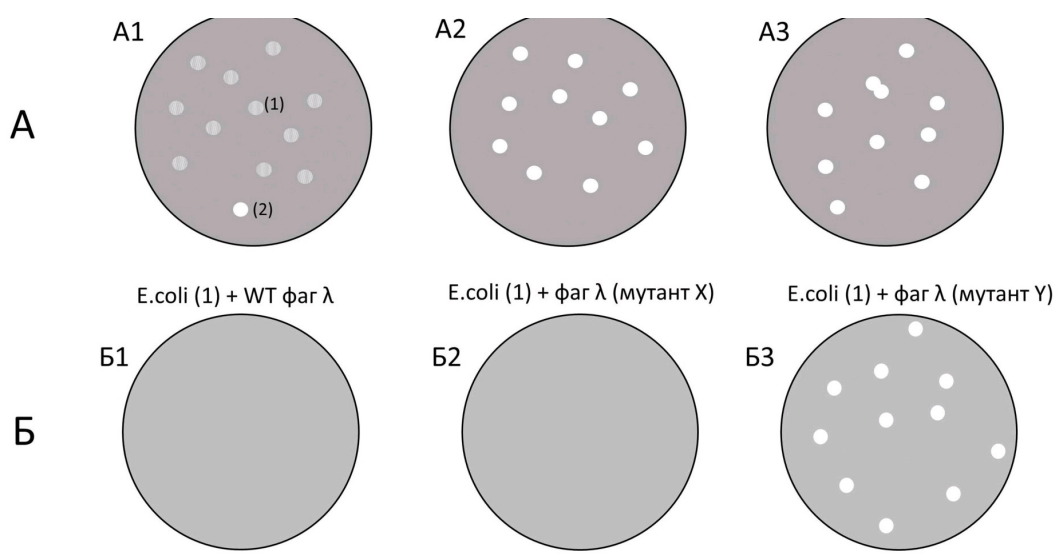 А1
А2
А3
А
(1)
(2)
E.coli (1) + WT фаг λ
E.coli (1) + фаг λ (мутант X)
E.coli (1) + фаг λ (мутант Y)
Б1
Б2
Б3
Б